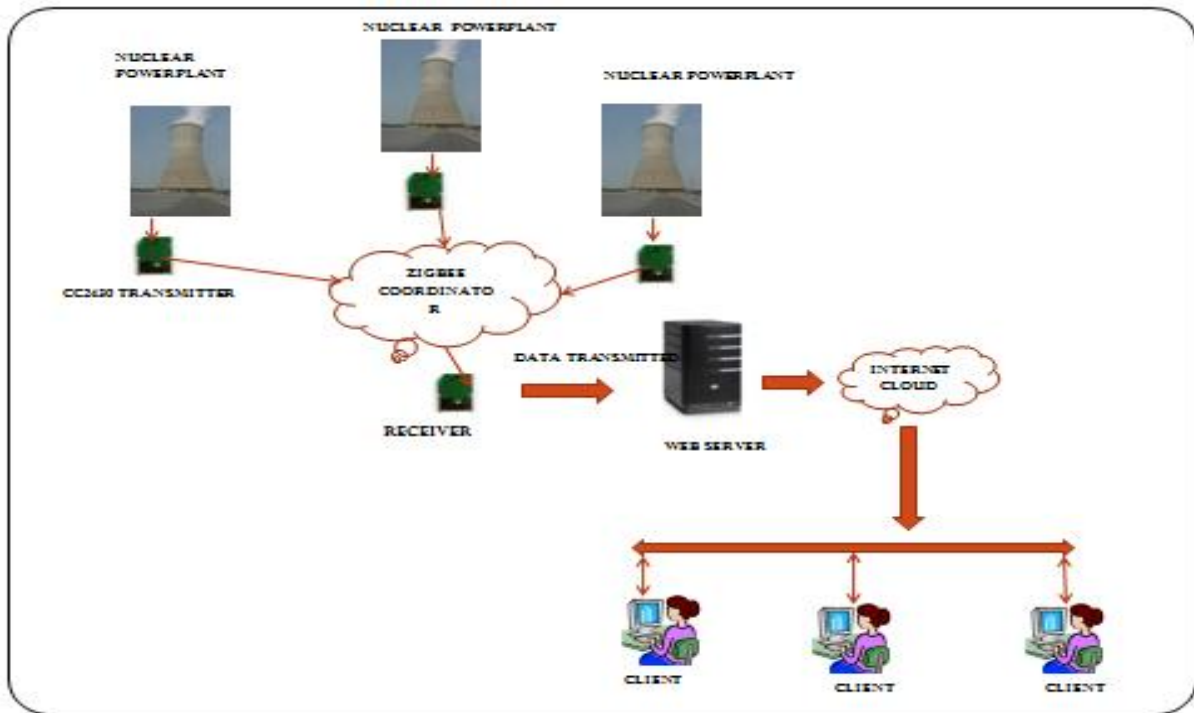 NUCLEAR POWERPLANT
NUCLEAR
POWERPLANT
NUCLEAR POWERPLANT
ZIGBEE
COORDINATO
R
CC2630 TRANSMITTER
DATA TRANSMITTED
INTERNET
CLOUD
RECEIVER
WEB SERVER
CLIENT
CLIENT
CLIENT